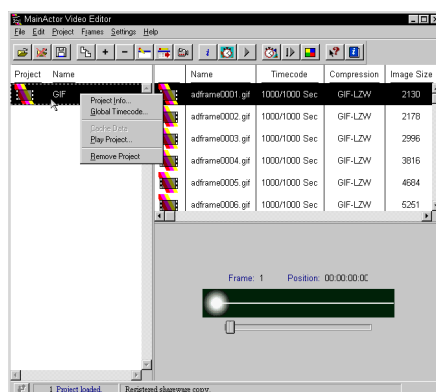 MainActor Video Editor
File Edit Project Frames Settings Help
Project Name
Name Timecode Compression Image Size
GIF
Project Info...
Global Timecode...
Cache Data
Play Project...
Remove Project
adframe0001.gif 1000/1000 Sec GIF-LZW 2130
adframe0002.gif 1000/1000 Sec GIF-LZW 2178
adframe0003.gif 1000/1000 Sec GIF-LZW 2996
adframe0004.gif 1000/1000 Sec GIF-LZW 3816
adframe0005.gif 1000/1000 Sec GIF-LZW 4684
adframe0006.gif 1000/1000 Sec GIF-LZW 5251
Frame: 1 Position: 00:00:00:0C
1 Project loaded. Registered shareware copy.